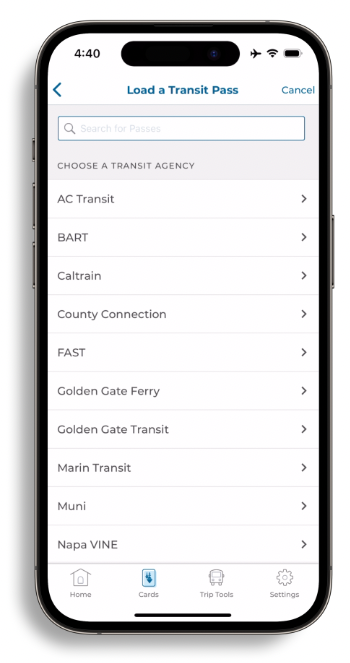 4:40
Load a Transit Pass
Cancel
Search for Passes
CHOOSE A TRANSIT AGENCY
AC Transit
BART
Caltrain
County Connection
FAST
Golden Gate Ferry
Golden Gate Transit
Marin Transit
Muni
Napa VINE
Home Cards Trip Tools Settings